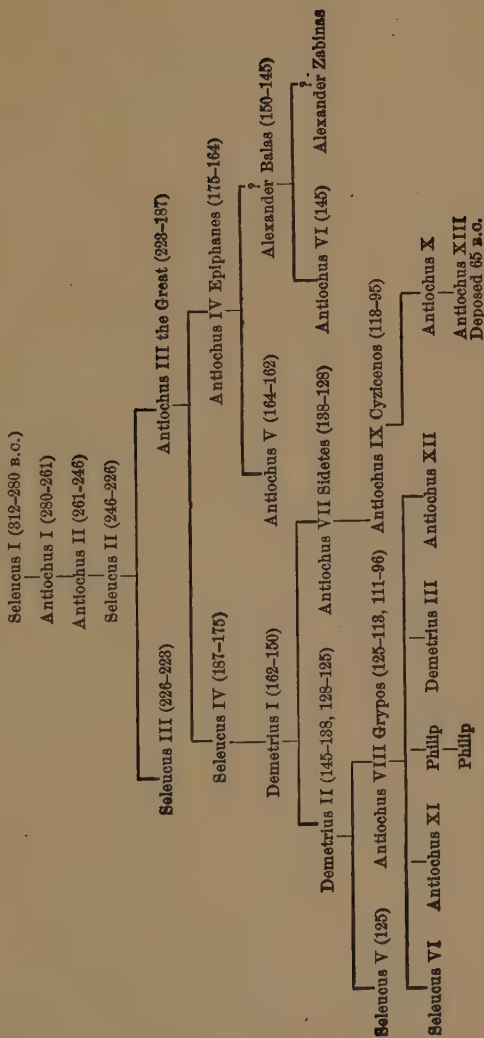 Seleucus I (312–280 B.C.)
Antiochus I (280–261)
Antiochus II (261–246)
Seleucus II (246–226)
Seleucus III (226–223) Antiochus III the Great (223–187)
Seleucus IV (187–175) Antiochus IV Epiphanes (175–164)
Demetrius I (162–150) Antiochus V (164–162) ? Alexander Balas (150–145)
Demetrius II (145–138, 128–125) Antiochus VII Sidetes (138–128) Antiochus VI (145) ? Alexander Zabinas
Seleucus V (125) Antiochus VIII Grypos (125–113, 111–96) Antiochus IX Cyzicenos (113–95)
Seleucus VI Antiochus XI Philip Demetrius III Antiochus XII Antiochus X
Philip Antiochus XIII
Deposed 65 B.C.